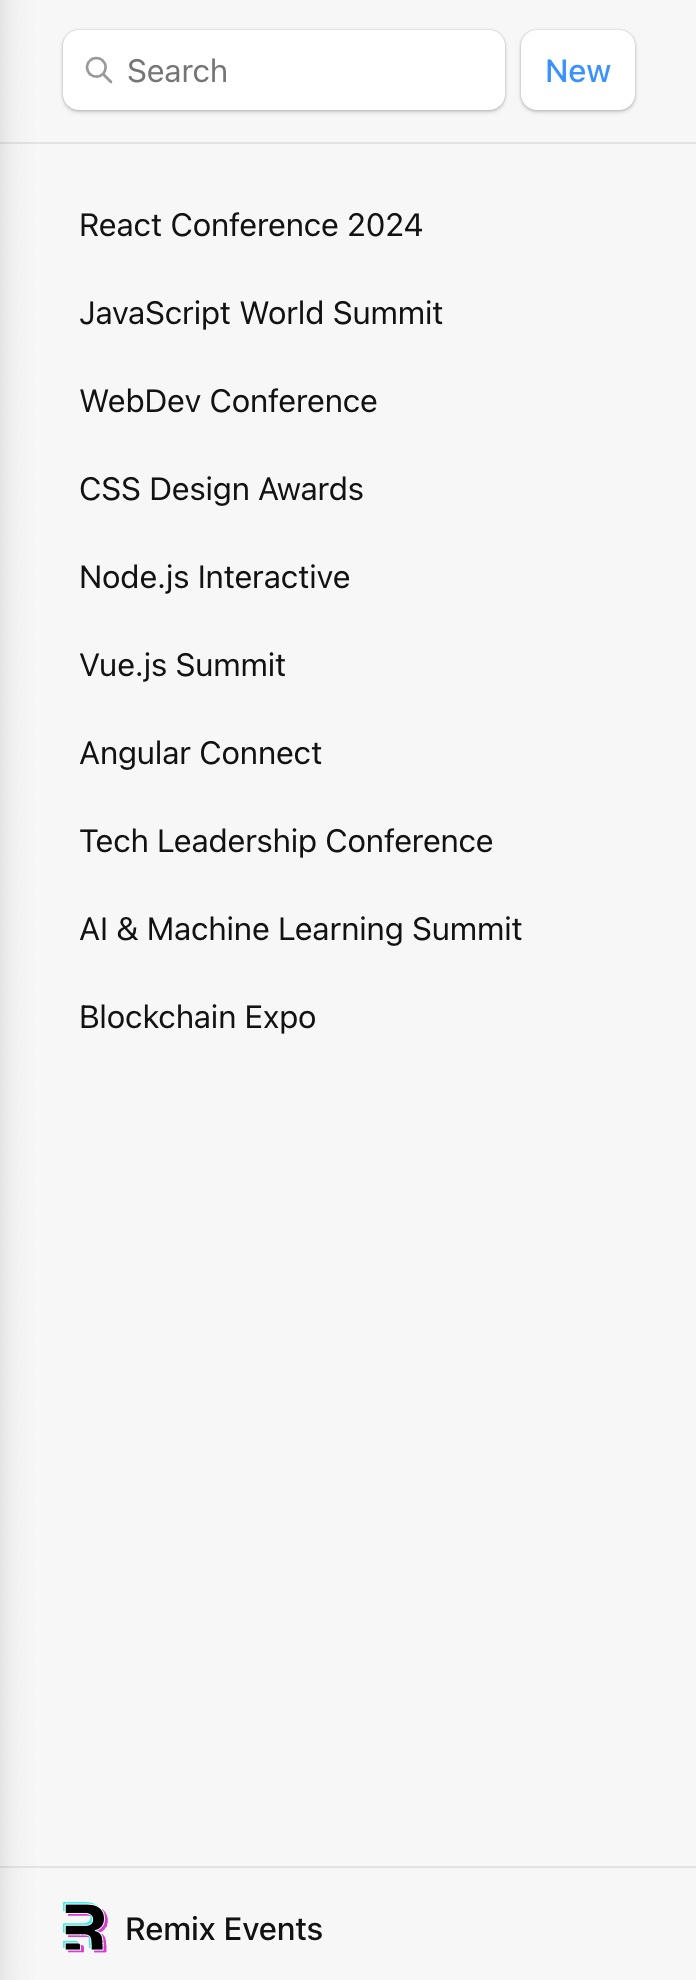 Search
New
React Conference 2024
JavaScript World Summit
WebDev Conference
CSS Design Awards
Node.js Interactive
Vue.js Summit
Angular Connect
Tech Leadership Conference
AI & Machine Learning Summit
Blockchain Expo
Remix Events